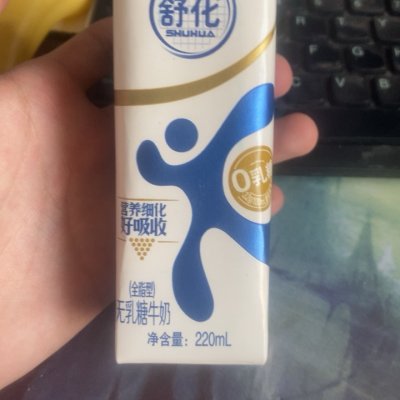 舒化
SHUHUA
0乳糖
营养细化
好吸收
(全脂型)
无乳糖牛奶
净含量：220mL